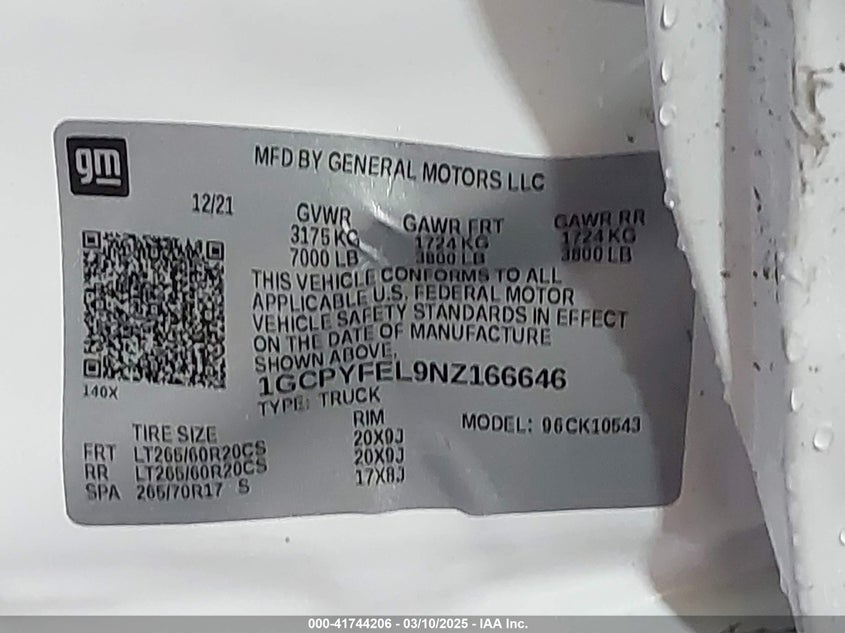 gm
MFD BY GENERAL MOTORS LLC
12/21
GVWR GAWR FRT GAWR RR
3175 KG 1724 KG 1724 KG
7000 LB 3800 LB 3800 LB
THIS VEHICLE CONFORMS TO ALL
APPLICABLE U.S. FEDERAL MOTOR
VEHICLE SAFETY STANDARDS IN EFFECT
ON THE DATE OF MANUFACTURE
SHOWN ABOVE.
1GCPYFEL9NZ166646
140X
TYPE: TRUCK
MODEL: 96CK10543
TIRE SIZE RIM
FRT LT265/60R20CS 20X9J
RR LT265/60R20CS 20X9J
SPA 265/70R17 S 17X8J
000-41744206 - 03/10/2025 - IAA Inc.